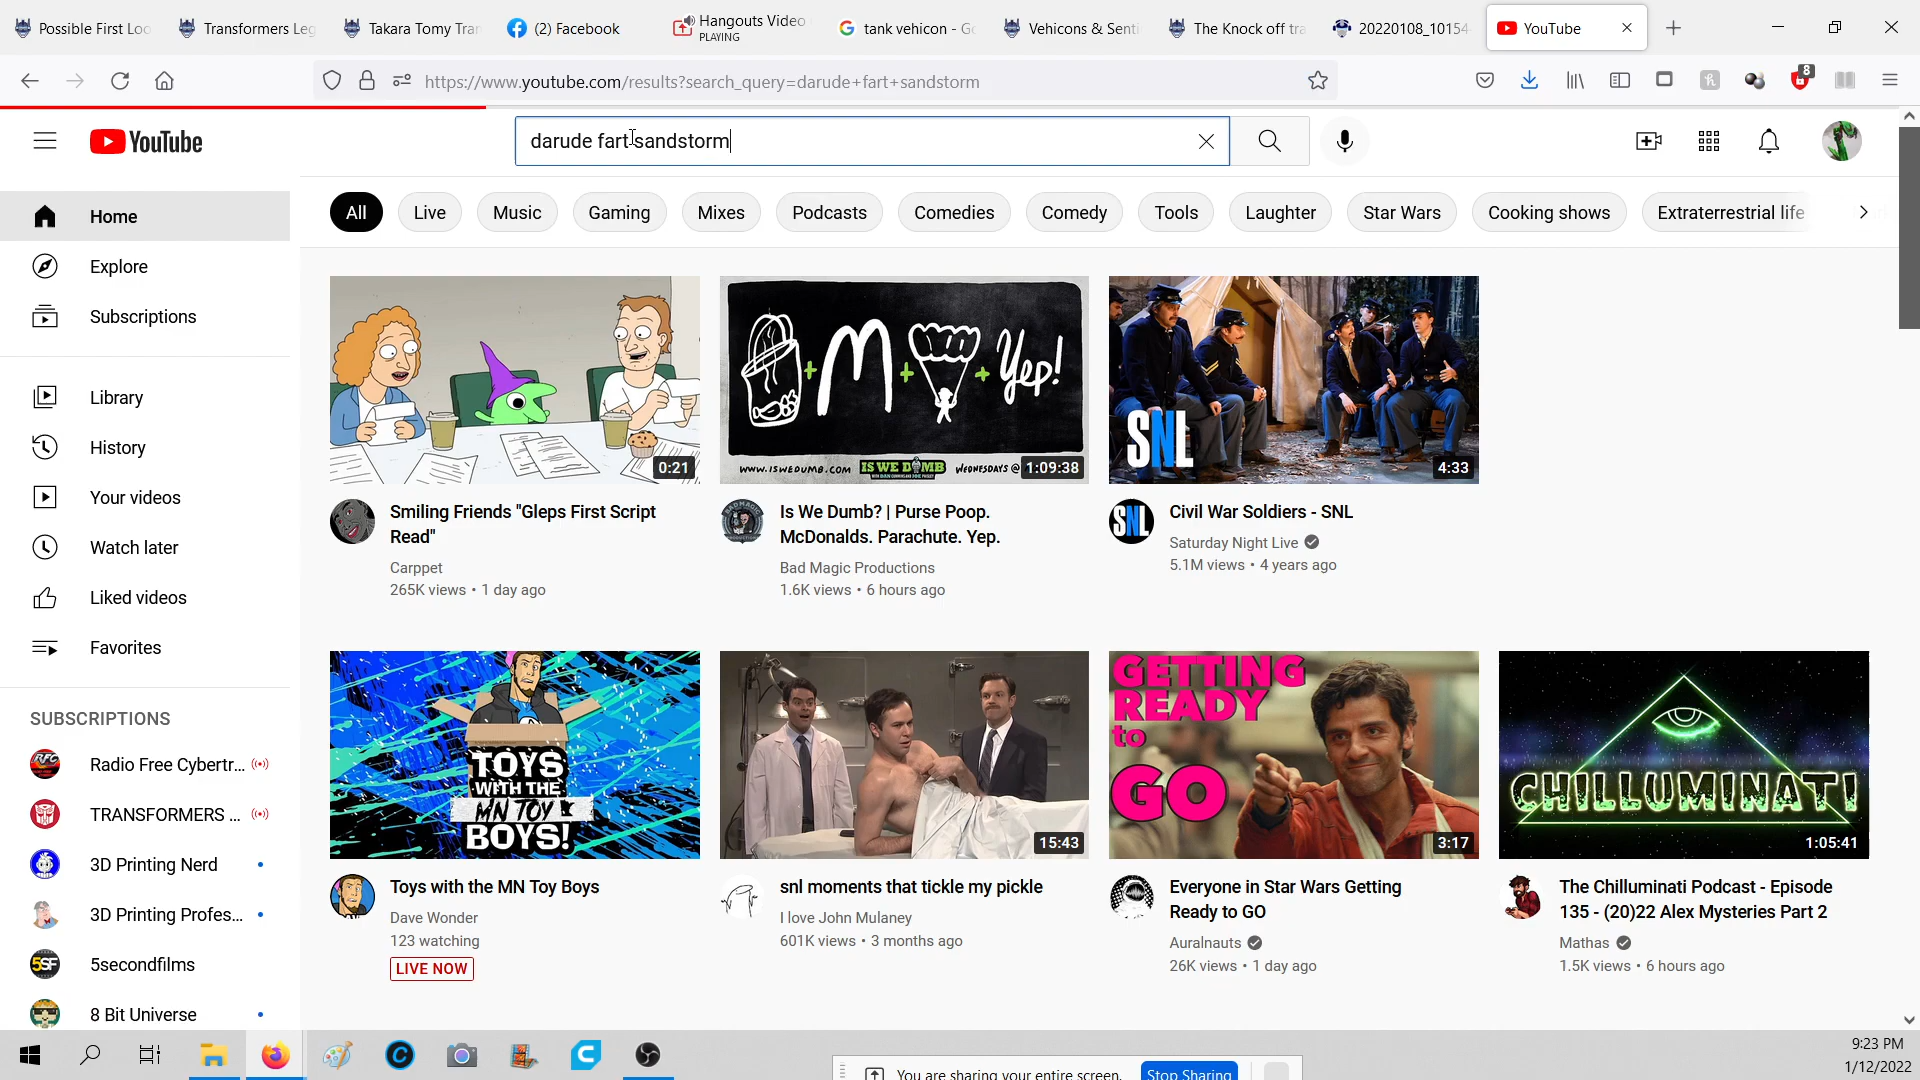 Possible First Loo
Transformers Leg
Takara Tomy Tran
(2) Facebook
Hangouts Video
PLAYING
tank vehicon - Go
Vehicons & Senti
The Knock off tra
20220108_10154
YouTube
https://www.youtube.com/results?search_query=darude+fart+sandstorm
8
YouTube
darude fart sandstorm
Home
Explore
Subscriptions
Library
History
Your videos
Watch later
Liked videos
Favorites
SUBSCRIPTIONS
Radio Free Cybertr...
TRANSFORMERS ...
3D Printing Nerd
3D Printing Profes...
5secondfilms
8 Bit Universe
All
Live
Music
Gaming
Mixes
Podcasts
Comedies
Comedy
Tools
Laughter
Star Wars
Cooking shows
Extraterrestrial life
0:21
Smiling Friends "Gleps First Script
Read"
Carppet
265K views • 1 day ago
+ M + + Yep!
WWW.ISWEDUMB.COM IS WE DUMB WEDNESDAYS @
1:09:38
Is We Dumb? | Purse Poop.
McDonalds. Parachute. Yep.
Bad Magic Productions
1.6K views • 6 hours ago
SNL
4:33
SNL
Civil War Soldiers - SNL
Saturday Night Live
5.1M views • 4 years ago
TOYS
WITH THE
MN TOY
BOYS!
Toys with the MN Toy Boys
Dave Wonder
123 watching
LIVE NOW
15:43
snl moments that tickle my pickle
I love John Mulaney
601K views • 3 months ago
GETTING
READY
to
GO
3:17
Everyone in Star Wars Getting
Ready to GO
Auralnauts
26K views • 1 day ago
CHILLUMINATI
1:05:41
The Chilluminati Podcast - Episode
135 - (20)22 Alex Mysteries Part 2
Mathas
1.5K views • 6 hours ago
You are sharing your entire screen.
Stop Sharing
9:23 PM
1/12/2022